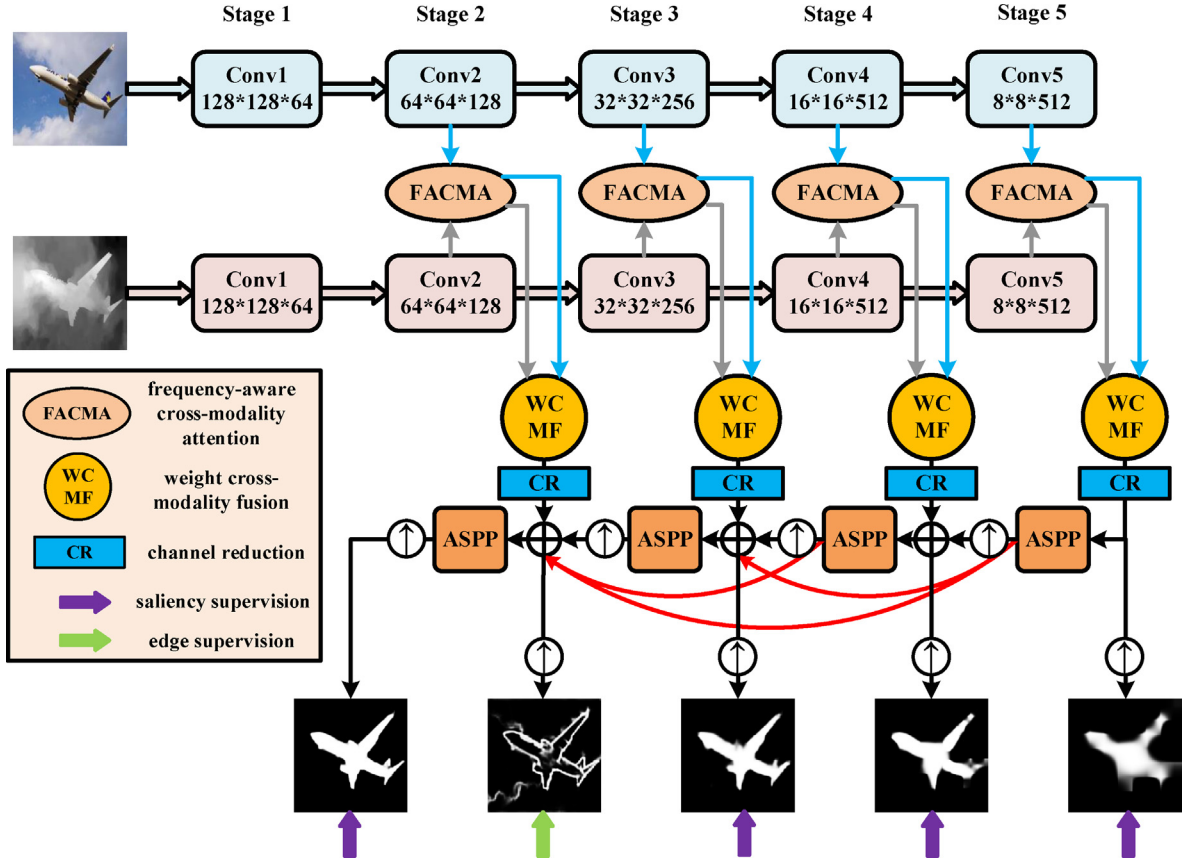 Stage 1 Stage 2 Stage 3 Stage 4 Stage 5
Conv1 Conv2 Conv3 Conv4 Conv5
128*128*64 64*64*128 32*32*256 16*16*512 8*8*512
FACMA FACMA FACMA FACMA
Conv1 Conv2 Conv3 Conv4 Conv5
128*128*64 64*64*128 32*32*256 16*16*512 8*8*512
FACMA
frequency-aware
cross-modality
attention
WC
MF
weight cross-
modality fusion
CR
channel reduction
saliency supervision
edge supervision
WC WC WC WC
MF MF MF MF
CR CR CR CR
ASPP ASPP ASPP ASPP